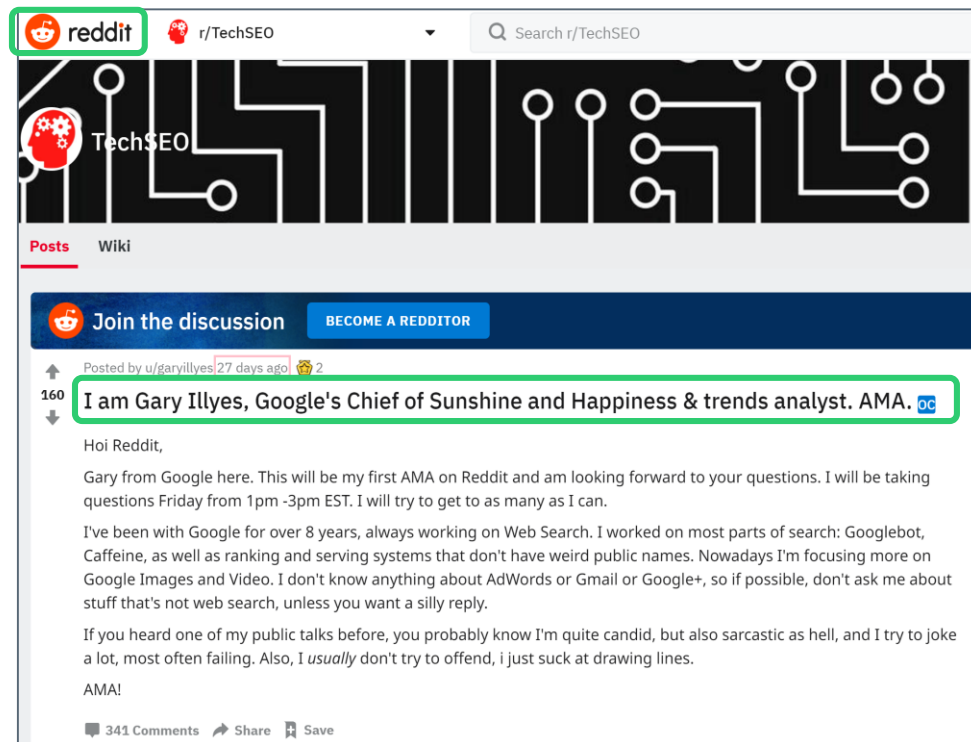 reddit r/TechSEO Search r/TechSEO
TechSEO
Posts Wiki
Join the discussion BECOME A REDDITOR
Posted by u/garyillyes 27 days ago 2
160
I am Gary Illyes, Google's Chief of Sunshine and Happiness & trends analyst. AMA. OC
Hoi Reddit,
Gary from Google here. This will be my first AMA on Reddit and am looking forward to your questions. I will be taking
questions Friday from 1pm -3pm EST. I will try to get to as many as I can.
I've been with Google for over 8 years, always working on Web Search. I worked on most parts of search: Googlebot,
Caffeine, as well as ranking and serving systems that don't have weird public names. Nowadays I'm focusing more on
Google Images and Video. I don't know anything about AdWords or Gmail or Google+, so if possible, don't ask me about
stuff that's not web search, unless you want a silly reply.
If you heard one of my public talks before, you probably know I'm quite candid, but also sarcastic as hell, and I try to joke
a lot, most often failing. Also, I usually don't try to offend, i just suck at drawing lines.
AMA!
341 Comments Share Save